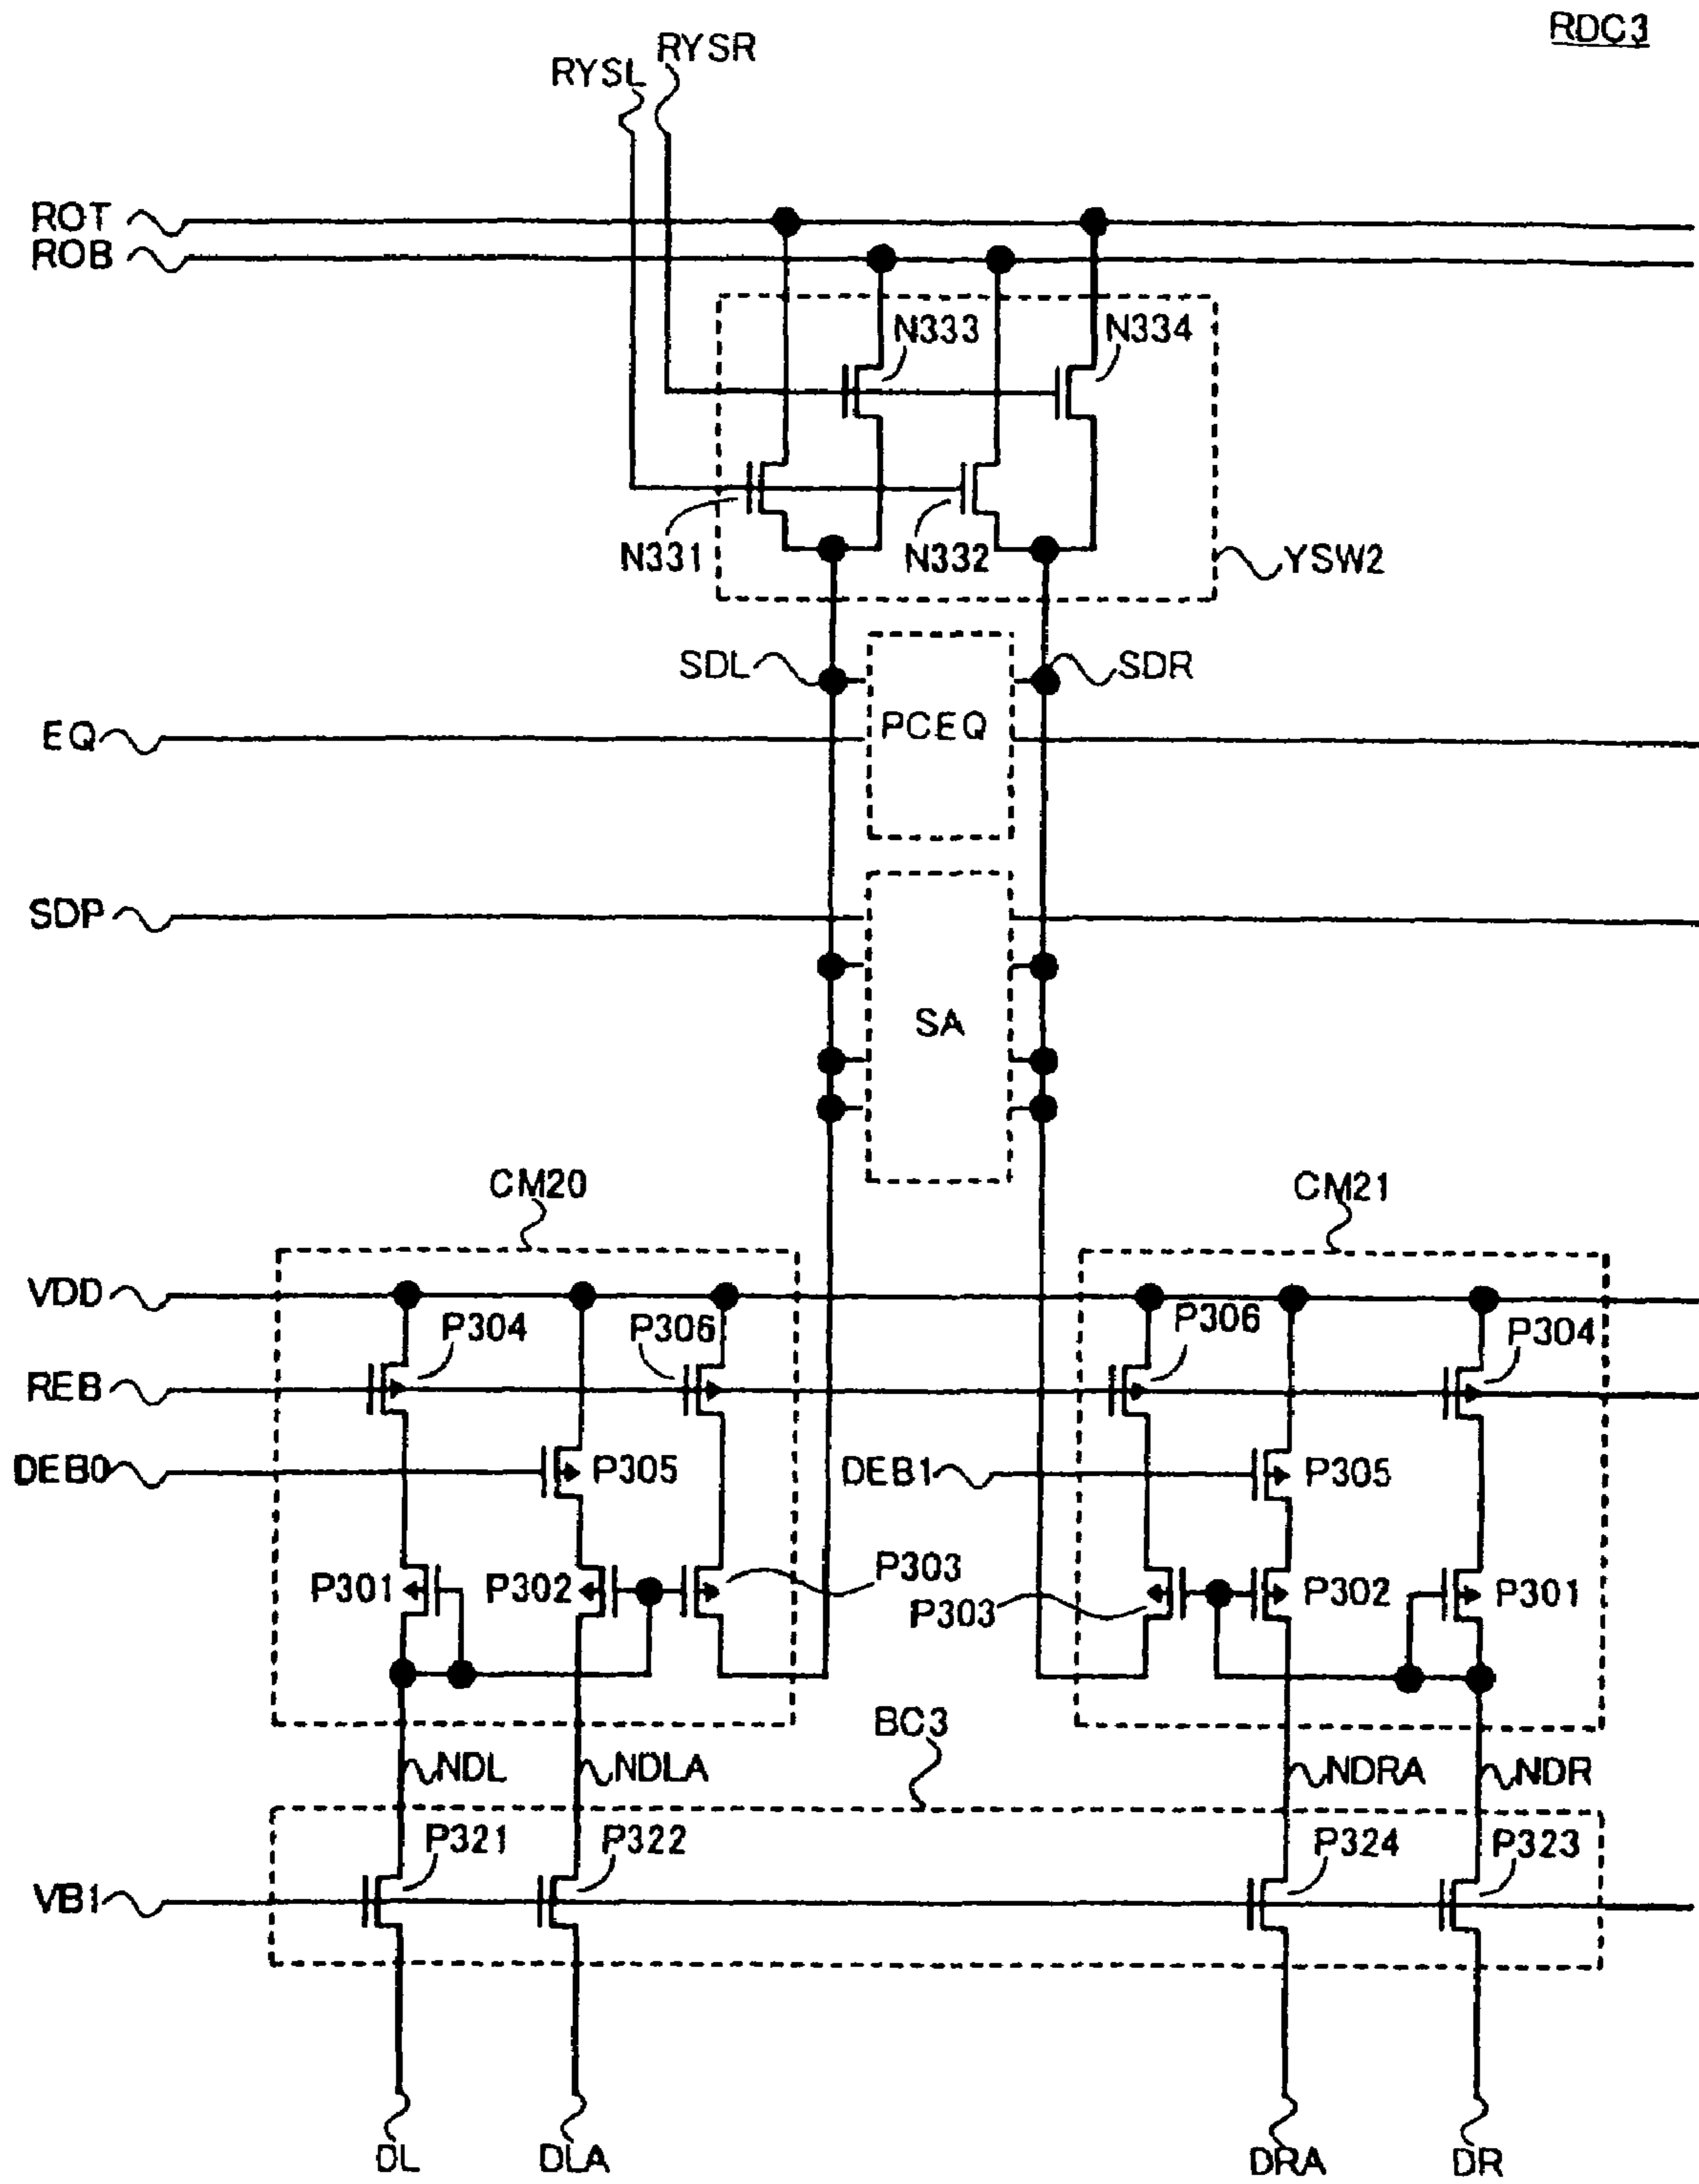 RDC3
RYSL RYSR
ROT
ROB
N333 N334
N331 N332 YSW2
SDL SDR
EQ PCEQ
SDP
SA
CM20 CM21
VDD
P304 P306 P306 P304
REB
DEB0 P305 DEB1 P305
P301 P302 P303 P303 P302 P301
BC3
NDL NDLA NDRA NDR
P321 P322 P324 P323
VB1
DL DLA DRA DR